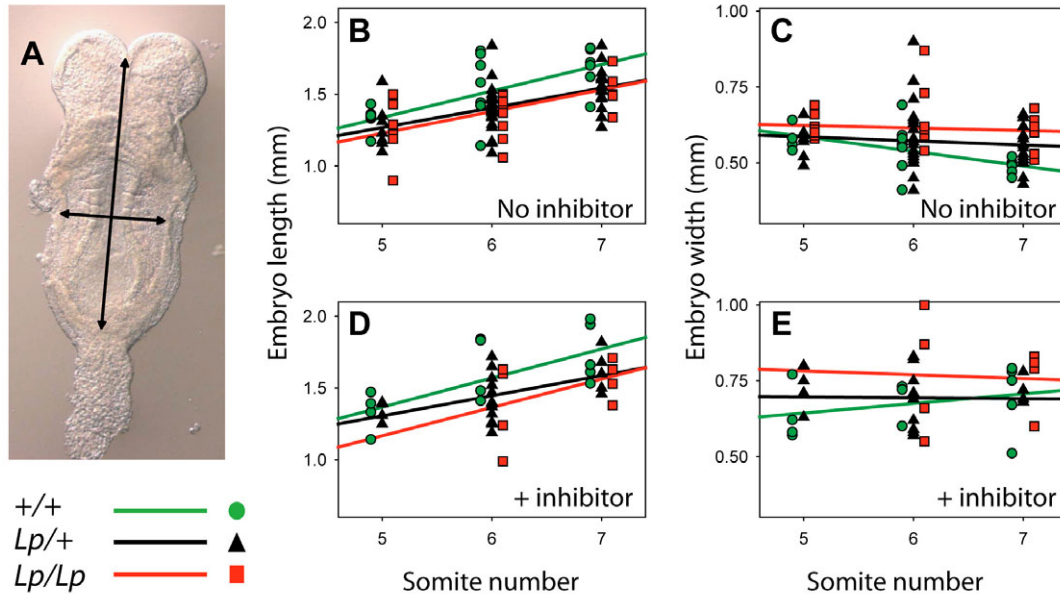 A
B
Embryo length (mm)
2.0
1.5
1.0
5
6
7
No inhibitor
C
Embryo width (mm)
1.00
0.75
0.50
5
6
7
No inhibitor
D
2.0
1.5
1.0
5
6
7
+ inhibitor
Somite number
E
1.00
0.75
0.50
5
6
7
+ inhibitor
Somite number
+/+
Lp/+
Lp/Lp